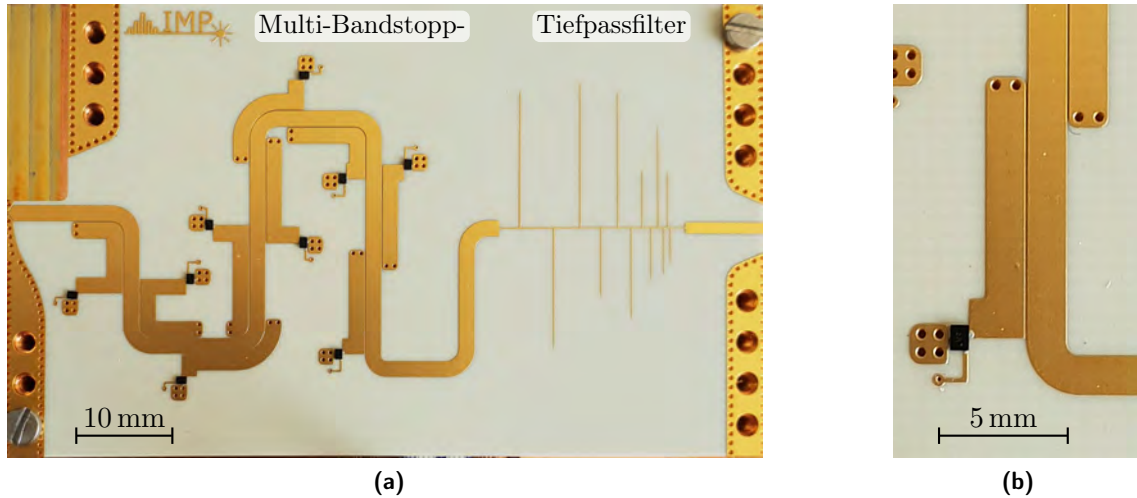 IMP
Multi-Bandstopp-
Tiefpassfilter
10 mm
5 mm
(a)
(b)